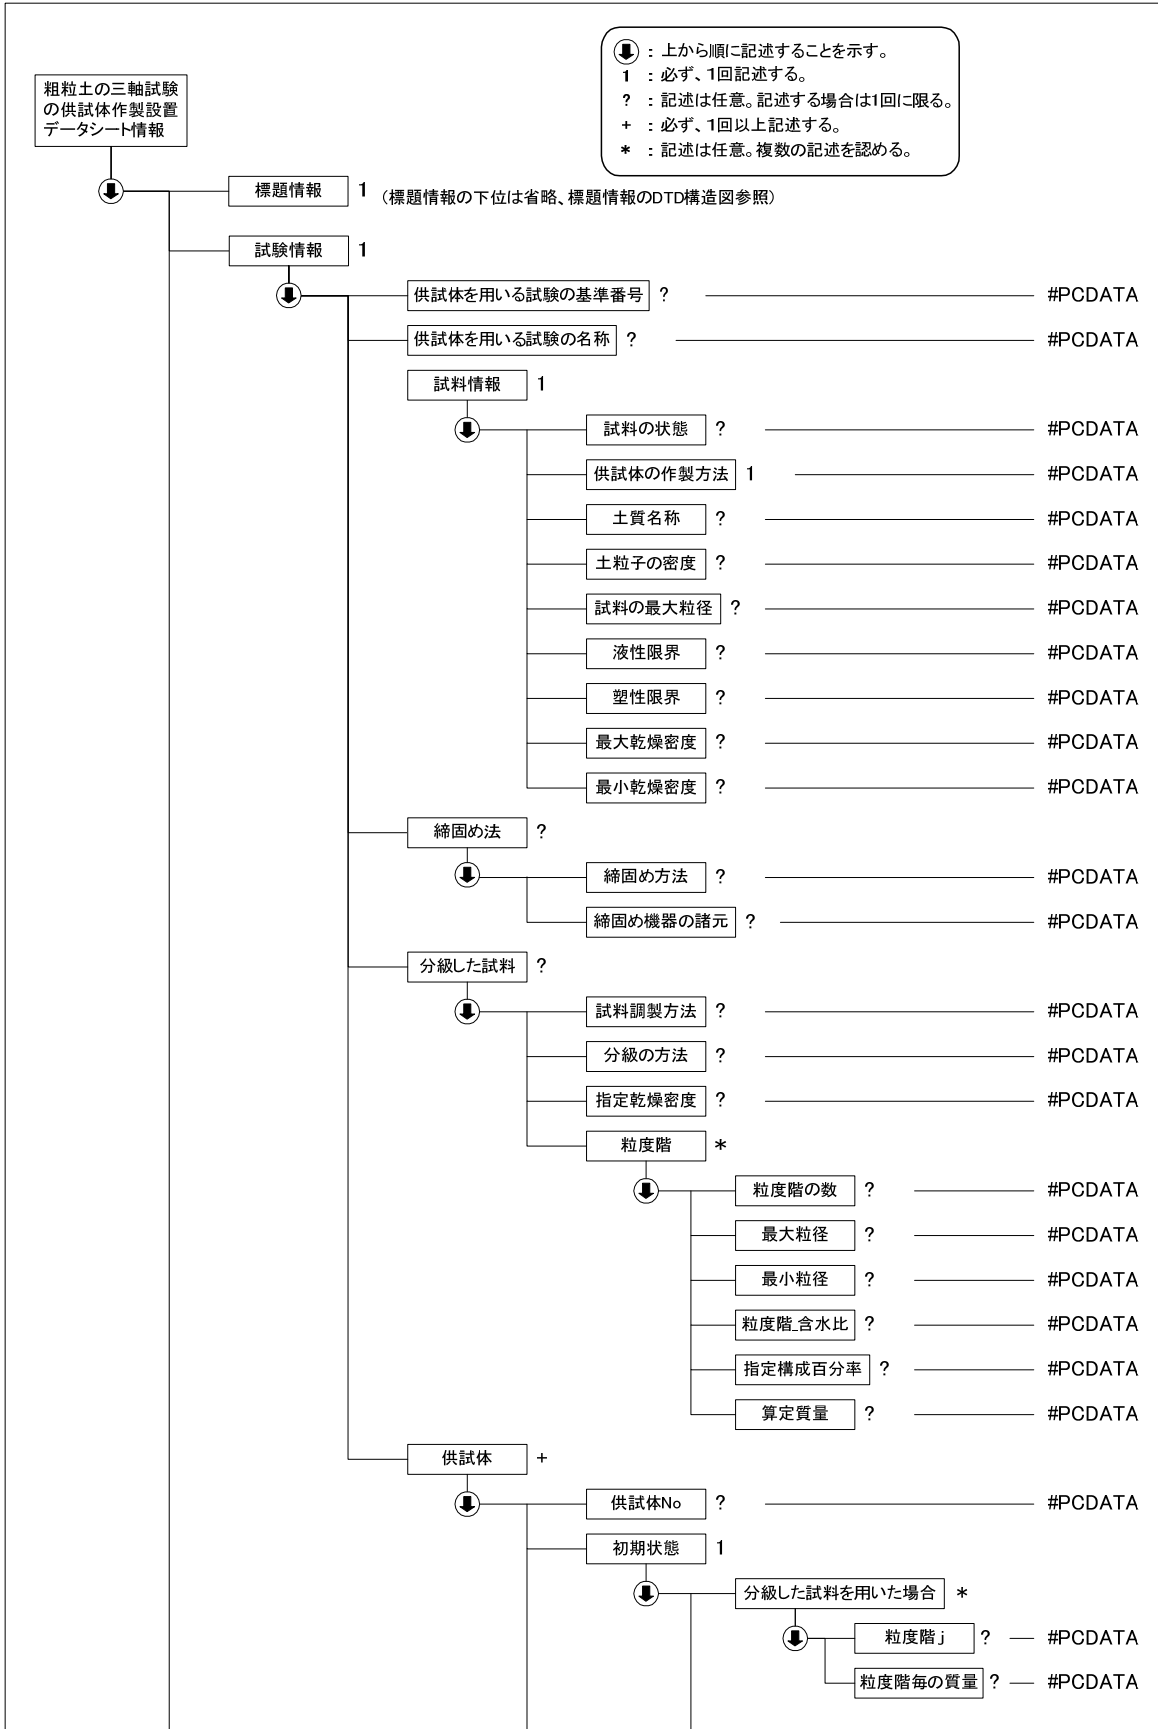 ⬇ : 上から順に記述することを示す。
1 : 必ず、1回記述する。
? : 記述は任意。記述する場合は1回に限る。
+ : 必ず、1回以上記述する。
* : 記述は任意。複数の記述を認める。
粗粒土の三軸試験
の供試体作製設置
データシート情報
標題情報 1 (標題情報の下位は省略、標題情報のDTD構造図参照)
試験情報 1
供試体を用いる試験の基準番号 ? #PCDATA
供試体を用いる試験の名称 ? #PCDATA
試料情報 1
試料の状態 ? #PCDATA
供試体の作製方法 1 #PCDATA
土質名称 ? #PCDATA
土粒子の密度 ? #PCDATA
試料の最大粒径 ? #PCDATA
液性限界 ? #PCDATA
塑性限界 ? #PCDATA
最大乾燥密度 ? #PCDATA
最小乾燥密度 ? #PCDATA
締固め法 ?
締固め方法 ? #PCDATA
締固め機器の諸元 ? #PCDATA
分級した試料 ?
試料調製方法 ? #PCDATA
分級の方法 ? #PCDATA
指定乾燥密度 ? #PCDATA
粒度階 *
粒度階の数 ? #PCDATA
最大粒径 ? #PCDATA
最小粒径 ? #PCDATA
粒度階_含水比 ? #PCDATA
指定構成百分率 ? #PCDATA
算定質量 ? #PCDATA
供試体 +
供試体No ? #PCDATA
初期状態 1
分級した試料を用いた場合 *
粒度階j ? #PCDATA
粒度階毎の質量 ? #PCDATA